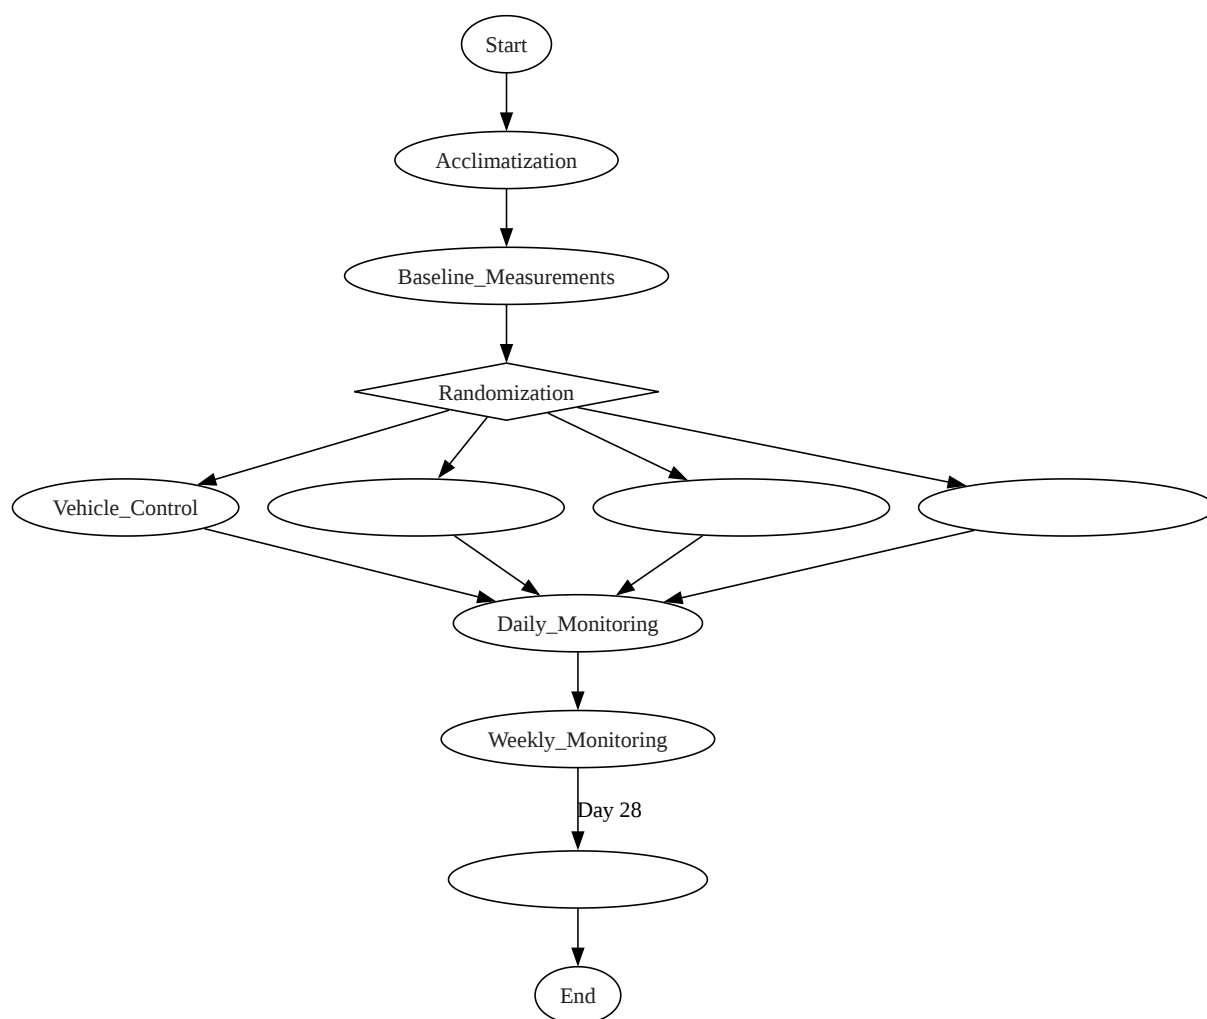 Start
Acclimatization
Baseline_Measurements
Randomization
Vehicle_Control
Daily_Monitoring
Weekly_Monitoring
Day 28
End